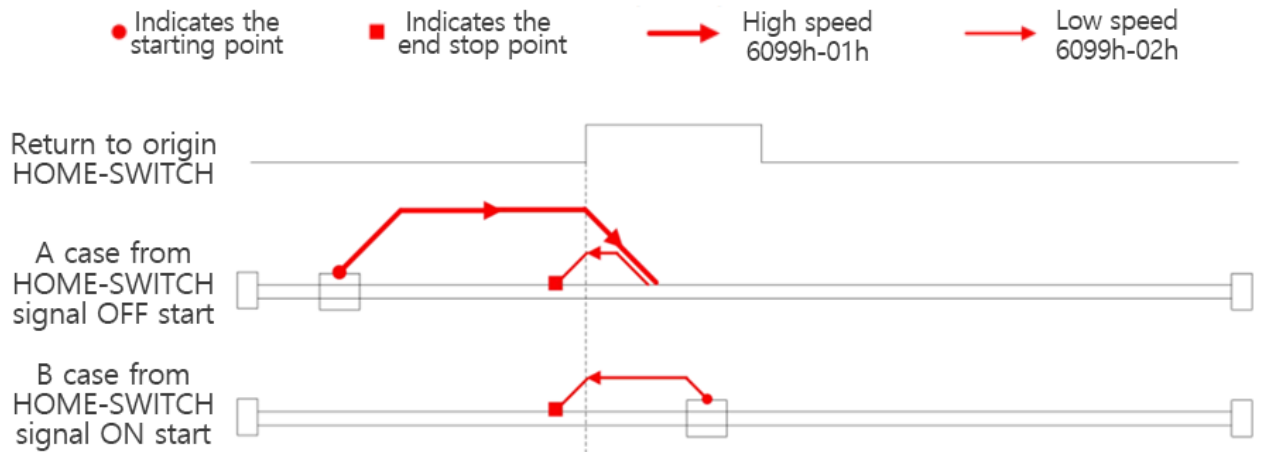 Indicates the
starting point
Indicates the
end stop point
High speed
6099h-01h
Low speed
6099h-02h
Return to origin
HOME-SWITCH
A case from
HOME-SWITCH
signal OFF start
B case from
HOME-SWITCH
signal ON start